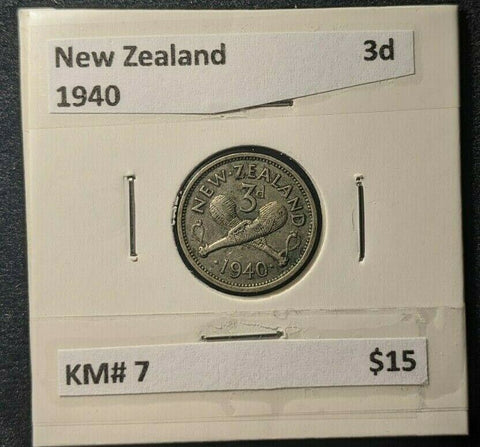 New Zealand 3d
1940
NEW·ZEALAND
3d
·1940·
KM# 7 $15